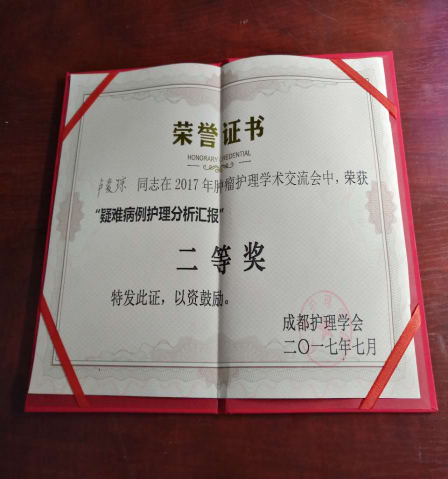 荣誉证书
HONORARY CREDENTIAL
同志在2017年肿瘤护理学术交流会中，荣获
“疑难病例护理分析汇报”
二等奖
特发此证，以资鼓励。
成都护理学会
二〇一七年七月